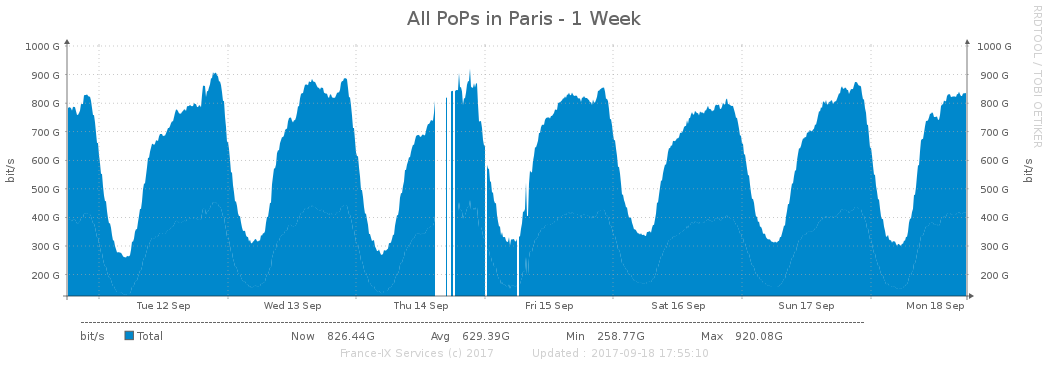 All PoPs in Paris - 1 Week
RRDTOOL / TOBI OETIKER
bit/s
1000 G
900 G
800 G
700 G
600 G
500 G
400 G
300 G
200 G
1000 G
900 G
800 G
700 G
600 G
500 G
400 G
300 G
200 G
bit/s
Tue 12 Sep Wed 13 Sep Thu 14 Sep Fri 15 Sep Sat 16 Sep Sun 17 Sep Mon 18 Sep
bit/s Total Now 826.44G Avg 629.39G Min 258.77G Max 920.08G
France-IX Services (c) 2017 Updated : 2017-09-18 17:55:10